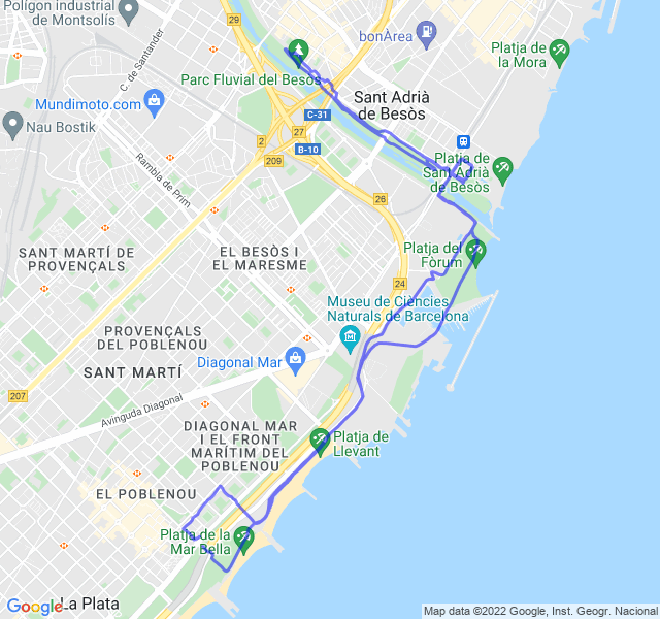 Polígon industrial
de Montsolís
29
C. de Santander
bonÀrea
Platja de
la Mora
Parc Fluvial del Besòs
Mundimoto.com
Sant Adrià
de Besòs
C-31
Nau Bostik
27
2
B-10
209
Platja de
Sant Adrià
de Besòs
Rambla de Prim
26
SANT MARTÍ DE
PROVENÇALS
EL BESÒS I
EL MARESME
Platja del
Fòrum
24
Museu de Ciències
Naturals de Barcelona
PROVENÇALS
DEL POBLENOU
SANT MARTÍ
Diagonal Mar
207
Avinguda Diagonal
DIAGONAL MAR
I EL FRONT
MARÍTIM DEL
POBLENOU
Platja de
Llevant
EL POBLENOU
Platja de la
Mar Bella
La Plata
Google
Map data ©2022 Google, Inst. Geogr. Nacional